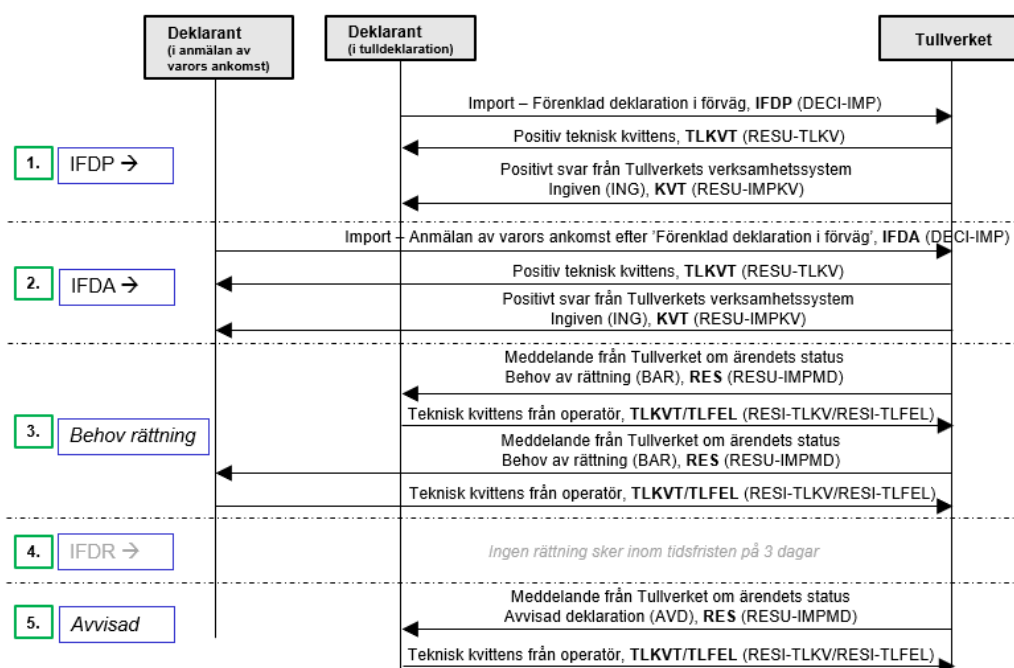 Deklarant
(i anmälan av
varors ankomst)
Deklarant
(i tulldeklaration)
Tullverket
Import – Förenklad deklaration i förväg, IFDP (DECI-IMP)
Positiv teknisk kvittens, TLKVT (RESU-TLKV)
1.
IFDP →
Positivt svar från Tullverkets verksamhetssystem
Ingiven (ING), KVT (RESU-IMPKV)
Import – Anmälan av varors ankomst efter 'Förenklad deklaration i förväg', IFDA (DECI-IMP)
Positiv teknisk kvittens, TLKVT (RESU-TLKV)
2.
IFDA →
Positivt svar från Tullverkets verksamhetssystem
Ingiven (ING), KVT (RESU-IMPKV)
Meddelande från Tullverket om ärendets status
Behov av rättning (BAR), RES (RESU-IMPMD)
Teknisk kvittens från operatör, TLKVT/TLFEL (RESI-TLKV/RESI-TLFEL)
3.
Behov rättning
Meddelande från Tullverket om ärendets status
Behov av rättning (BAR), RES (RESU-IMPMD)
Teknisk kvittens från operatör, TLKVT/TLFEL (RESI-TLKV/RESI-TLFEL)
4.
IFDR →
Ingen rättning sker inom tidsfristen på 3 dagar
Meddelande från Tullverket om ärendets status
Avvisad deklaration (AVD), RES (RESU-IMPMD)
5.
Avvisad
Teknisk kvittens från operatör, TLKVT/TLFEL (RESI-TLKV/RESI-TLFEL)